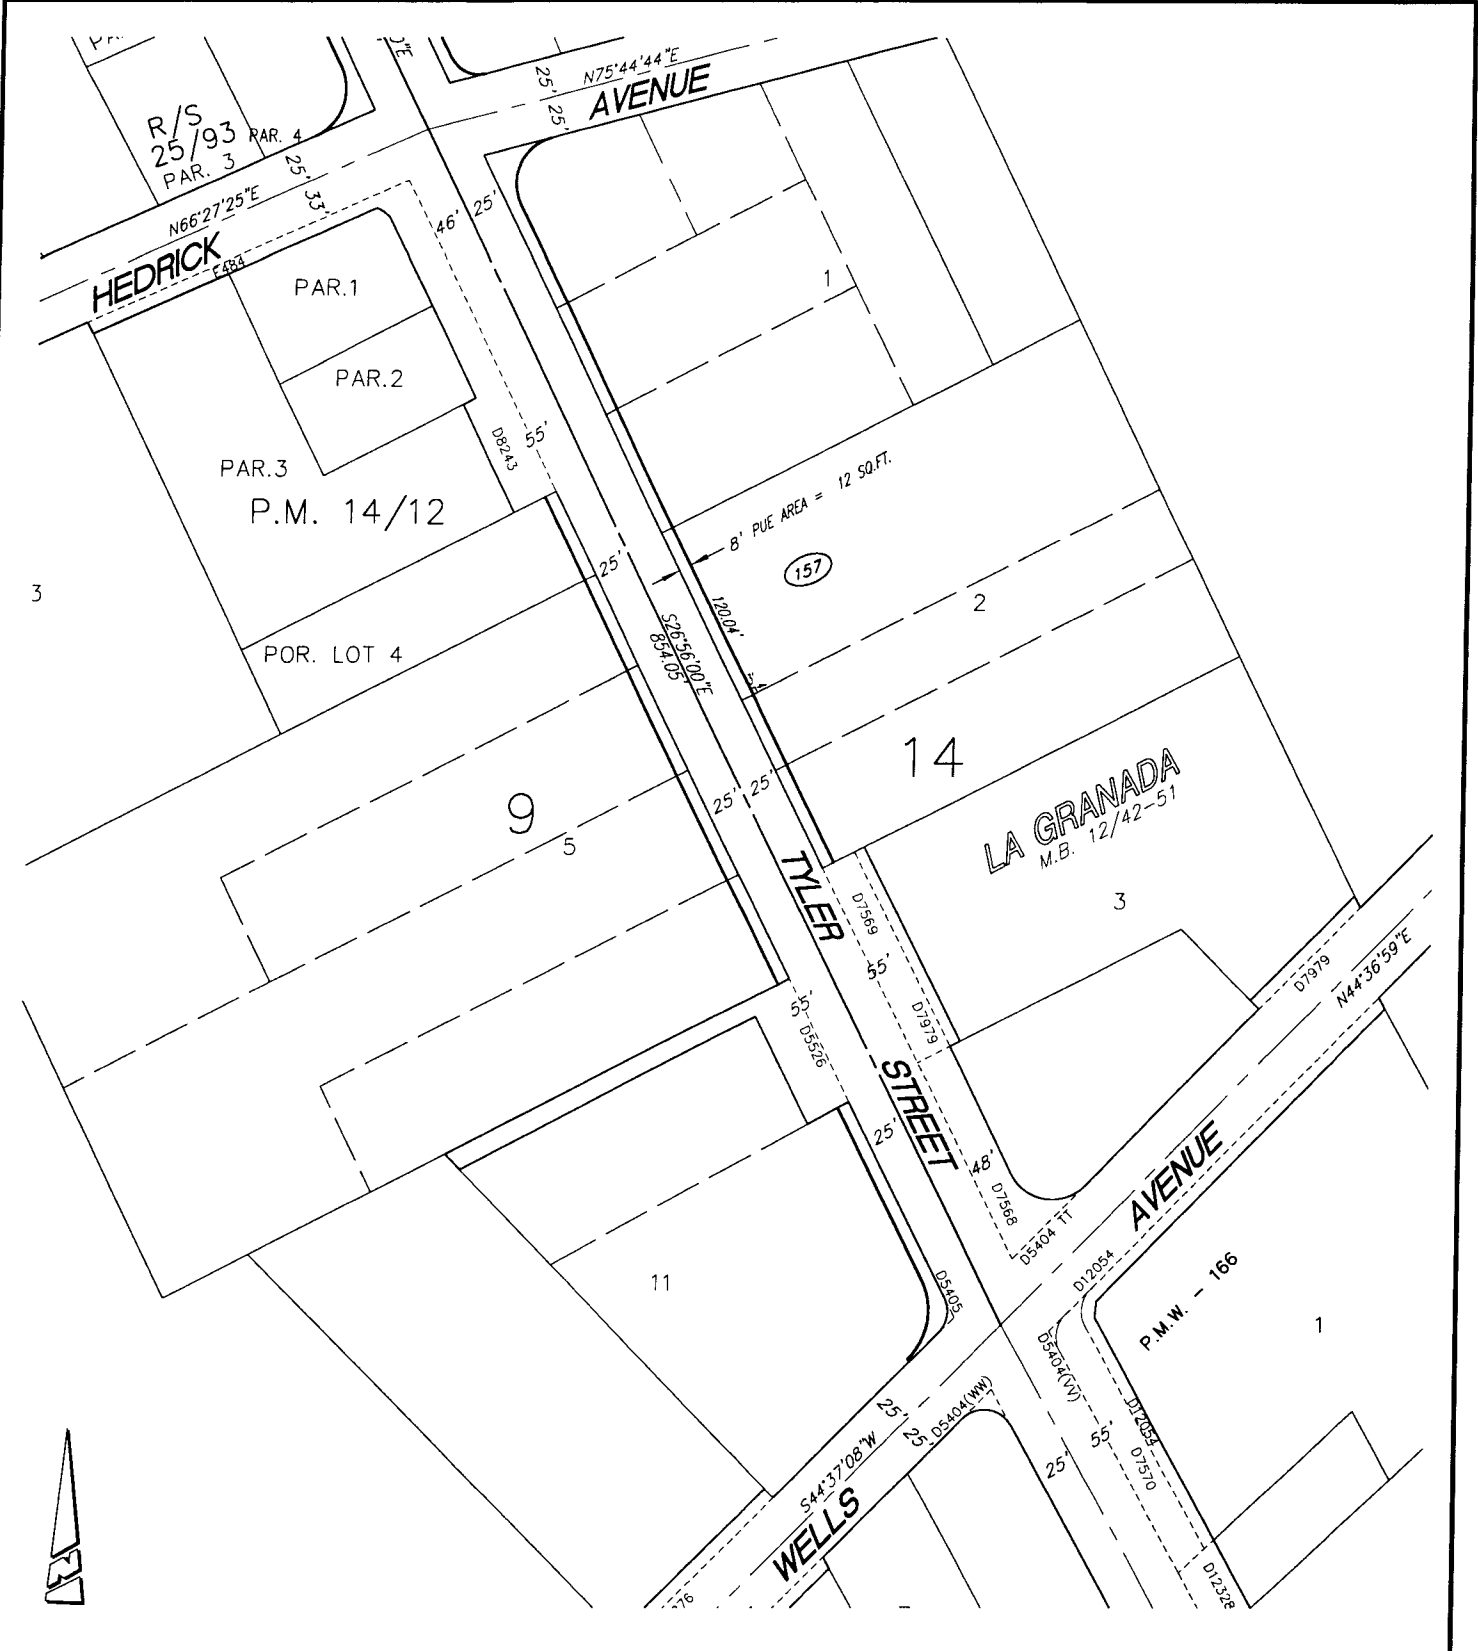 N75°44'44"E
AVENUE
25' 25'
R/S
25/93
PAR. 4
PAR. 3
25' 33'
N66°27'25"E
HEDRICK
E484
46' 25'
PAR.1
1
PAR.2
D8243
55'
PAR.3
P.M. 14/12
8' PUE AREA = 12 SQ.FT.
25'
157
3
2
120.04'
S26°56'00"E
854.05'
POR. LOT 4
14
25' 25'
9
5
LA GRANADA
M.B. 12/42-51
TYLER
D7569
3
55'
D7979
D7979
N44°36'59"E
55'
D5526
STREET
25'
48'
D7568
D5404 TT
AVENUE
D12054
11
D5405
P.M.W. - 166
1
D5404(VV)
D5404(WW)
25' 25'
D12054
55'
25'
D7570
S44°37'08"W
WELLS
D12328
N